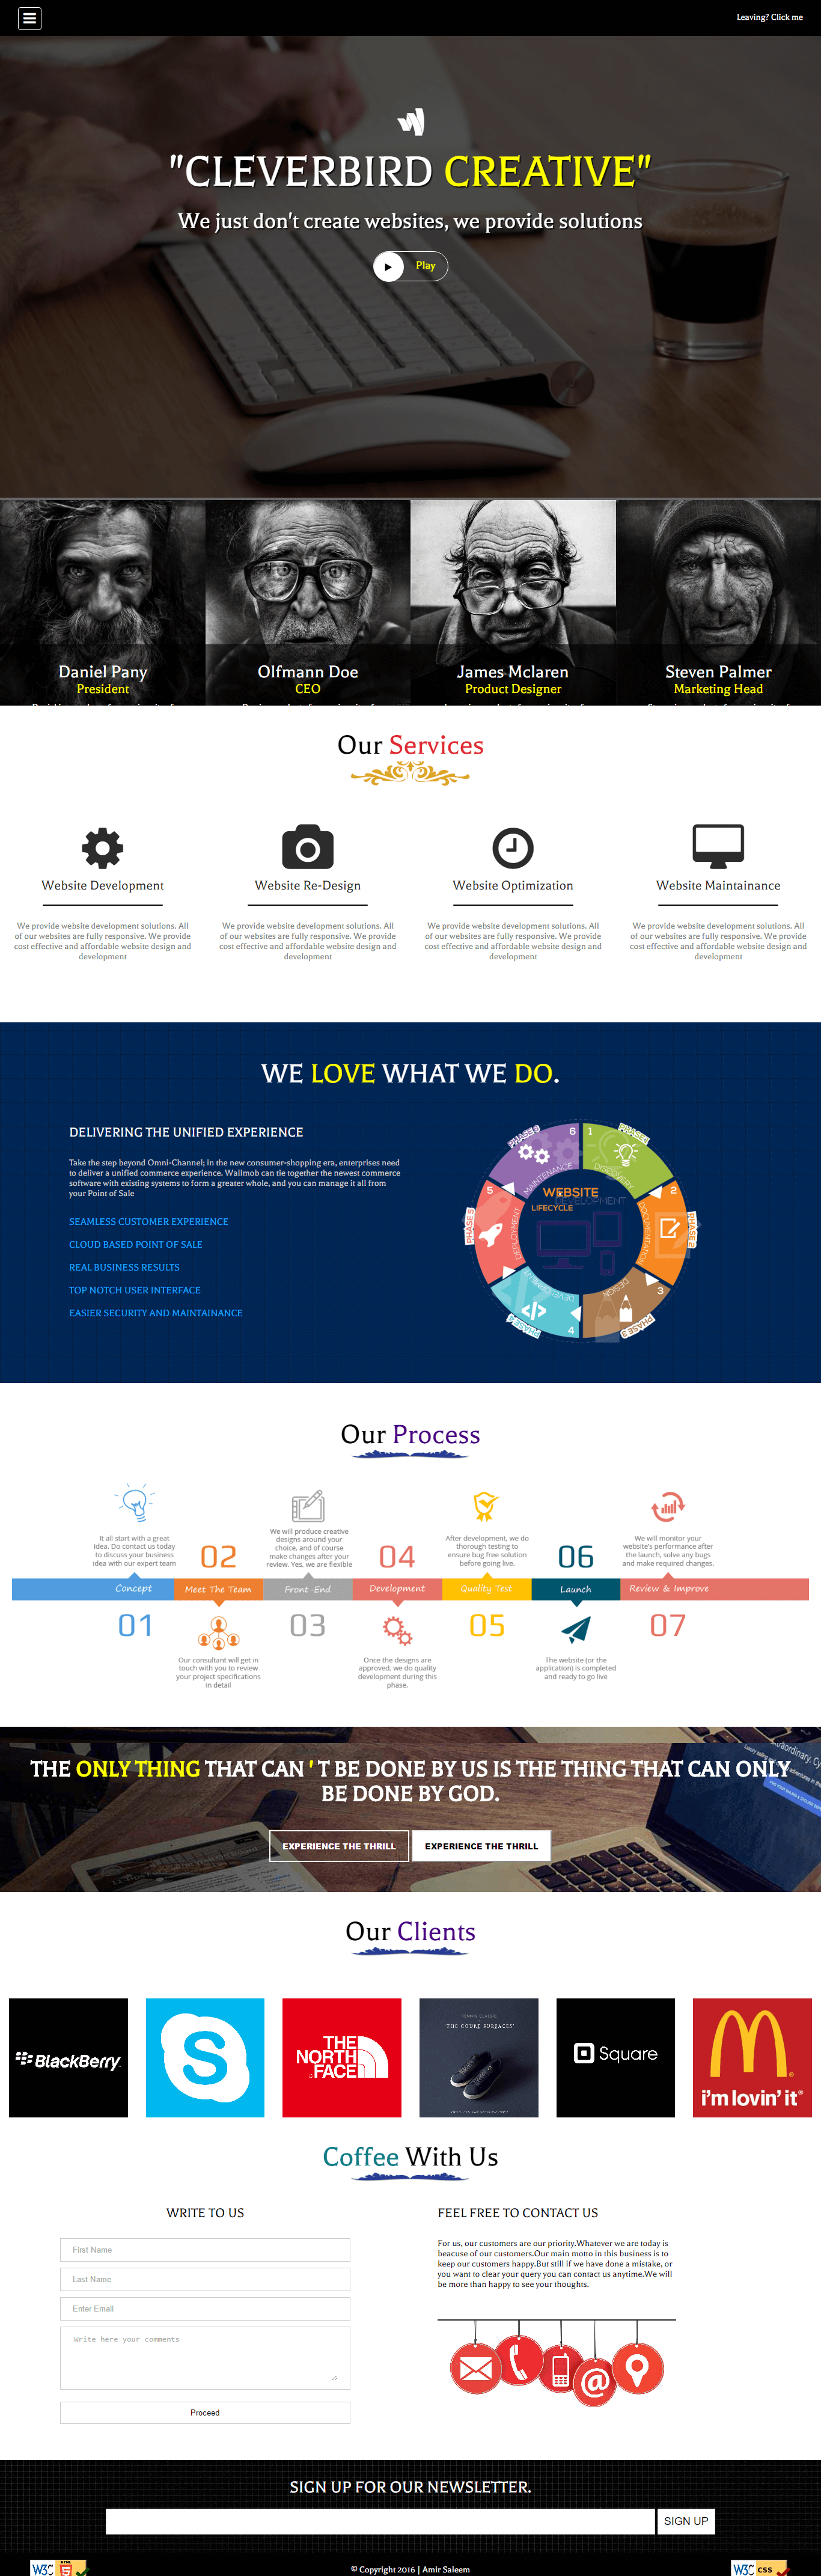 Leaving? Click me
"CLEVERBIRD CREATIVE"
We just don't create websites, we provide solutions
Play
Daniel Pany
President
Olfmann Doe
CEO
James Mclaren
Product Designer
Steven Palmer
Marketing Head
Our Services
Website Development
We provide website development solutions. All
of our websites are fully responsive. We provide
cost effective and affordable website design and
development
Website Re-Design
We provide website development solutions. All
of our websites are fully responsive. We provide
cost effective and affordable website design and
development
Website Optimization
We provide website development solutions. All
of our websites are fully responsive. We provide
cost effective and affordable website design and
development
Website Maintainance
We provide website development solutions. All
of our websites are fully responsive. We provide
cost effective and affordable website design and
development
WE LOVE WHAT WE DO.
DELIVERING THE UNIFIED EXPERIENCE
Take the step beyond Omni-Channel; in the new consumer-shopping era, enterprises need
to deliver a unified commerce experience. Wallmob can tie together the newest commerce
software with existing systems to form a greater whole, and you can manage it all from
your Point of Sale
SEAMLESS CUSTOMER EXPERIENCE
CLOUD BASED POINT OF SALE
REAL BUSINESS RESULTS
TOP NOTCH USER INTERFACE
EASIER SECURITY AND MAINTAINANCE
WEBSITE
DEVELOPMENT
LIFECYCLE
1
PHASE 1
DISCOVERY
2
PHASE 2
DOCUMENTATION
3
PHASE 3
DESIGN
4
PHASE 4
DEVELOPMENT
5
PHASE 5
DEPLOYMENT
6
PHASE 6
MAINTENANCE
Our Process
It all start with a great
idea. Do contact us today
to discuss your business
idea with our expert team
Concept
01
02
Meet The Team
Our consultant will get in
touch with you to review
your project specifications
in detail
We will produce creative
designs around your
choice, and of course
make changes after your
review. Yes, we are flexible
Front-End
03
04
Development
Once the designs are
approved, we do quality
development during this
phase.
After development, we do
thorough testing to
ensure bug free solution
before going live.
Quality Test
05
06
Launch
The website (or the
application) is completed
and ready to go live
We will monitor your
website's performance after
the launch, solve any bugs
and make required changes.
Review & Improve
07
THE ONLY THING THAT CAN ' T BE DONE BY US IS THE THING THAT CAN ONLY
BE DONE BY GOD.
EXPERIENCE THE THRILL
EXPERIENCE THE THRILL
Our Clients
BlackBerry
S
THE
NORTH
FACE
TENNIS CLASSIC
'THE COURT SURFACES'
Square
i'm lovin' it
Coffee With Us
WRITE TO US
First Name
Last Name
Enter Email
Write here your comments
Proceed
FEEL FREE TO CONTACT US
For us, our customers are our priority.Whatever we are today is
beacuse of our customers.Our main motto in this business is to
keep our customers happy.But still if we have done a mistake, or
you want to clear your query you can contact us anytime.We will
be more than happy to see your thoughts.
@
SIGN UP FOR OUR NEWSLETTER.
SIGN UP
W3C HTML 5
© Copyright 2016 | Amir Saleem
W3C css